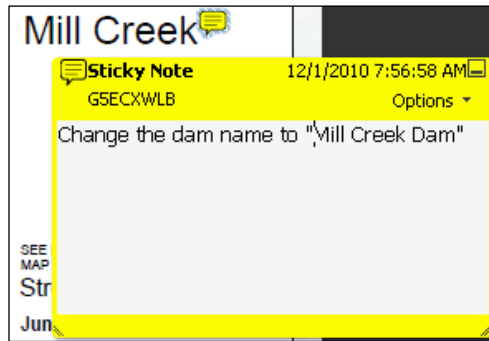 Mill Creek
Sticky Note 12/1/2010 7:56:58 AM
G5ECXWLB Options
Change the dam name to "Mill Creek Dam"
SEE
MAP
Str
Jun